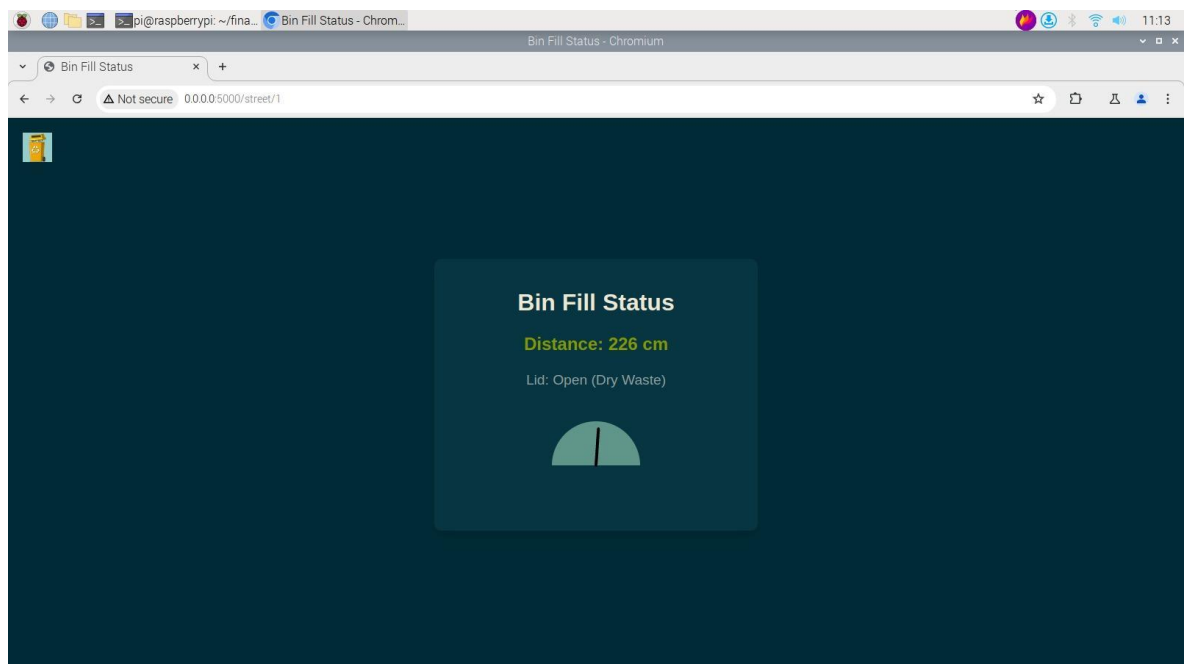 pi@raspberrypi: ~/fina... Bin Fill Status - Chrom... 11:13
Bin Fill Status - Chromium
Bin Fill Status
Not secure 0.0.0.0:5000/street/1
Bin Fill Status
Distance: 226 cm
Lid: Open (Dry Waste)